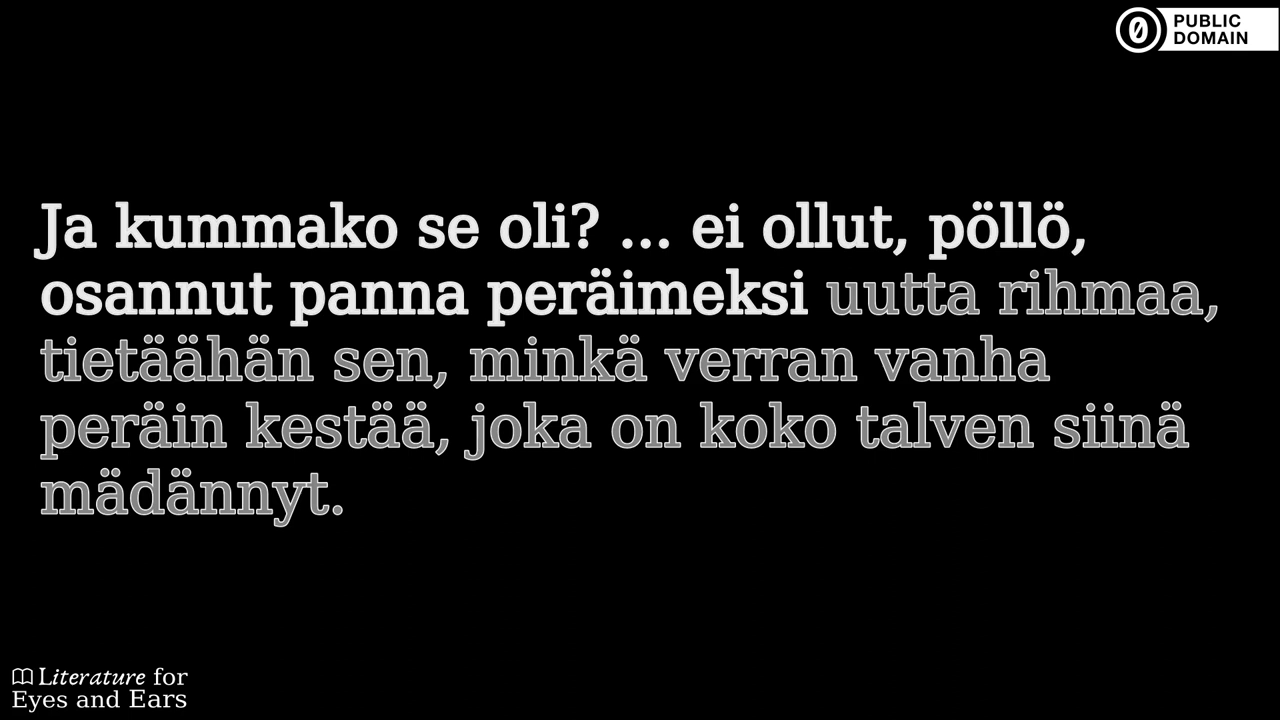 PUBLIC
DOMAIN
Ja kummako se oli? ... ei ollut, pöllö,
osannut panna peräimeksi uutta rihmaa,
tietäähän sen, minkä verran vanha
peräin kestää, joka on koko talven siinä
mädännyt.
Literature for
Eyes and Ears